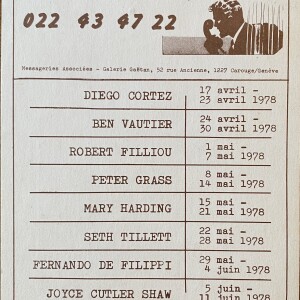 022 43 47 22
Messageries Associées - Galerie Gaëtan, 52 rue Ancienne, 1227 Carouge/Genève
DIEGO CORTEZ 17 avril -
23 avril 1978
BEN VAUTIER 24 avril -
30 avril 1978
ROBERT FILLIOU 1 mai -
7 mai 1978
PETER GRASS 8 mai -
14 mai 1978
MARY HARDING 15 mai -
21 mai 1978
SETH TILLETT 22 mai -
28 mai 1978
FERNANDO DE FILIPPI 29 mai -
4 juin 1978
JOYCE CUTLER SHAW 5 juin -
11 juin 1978